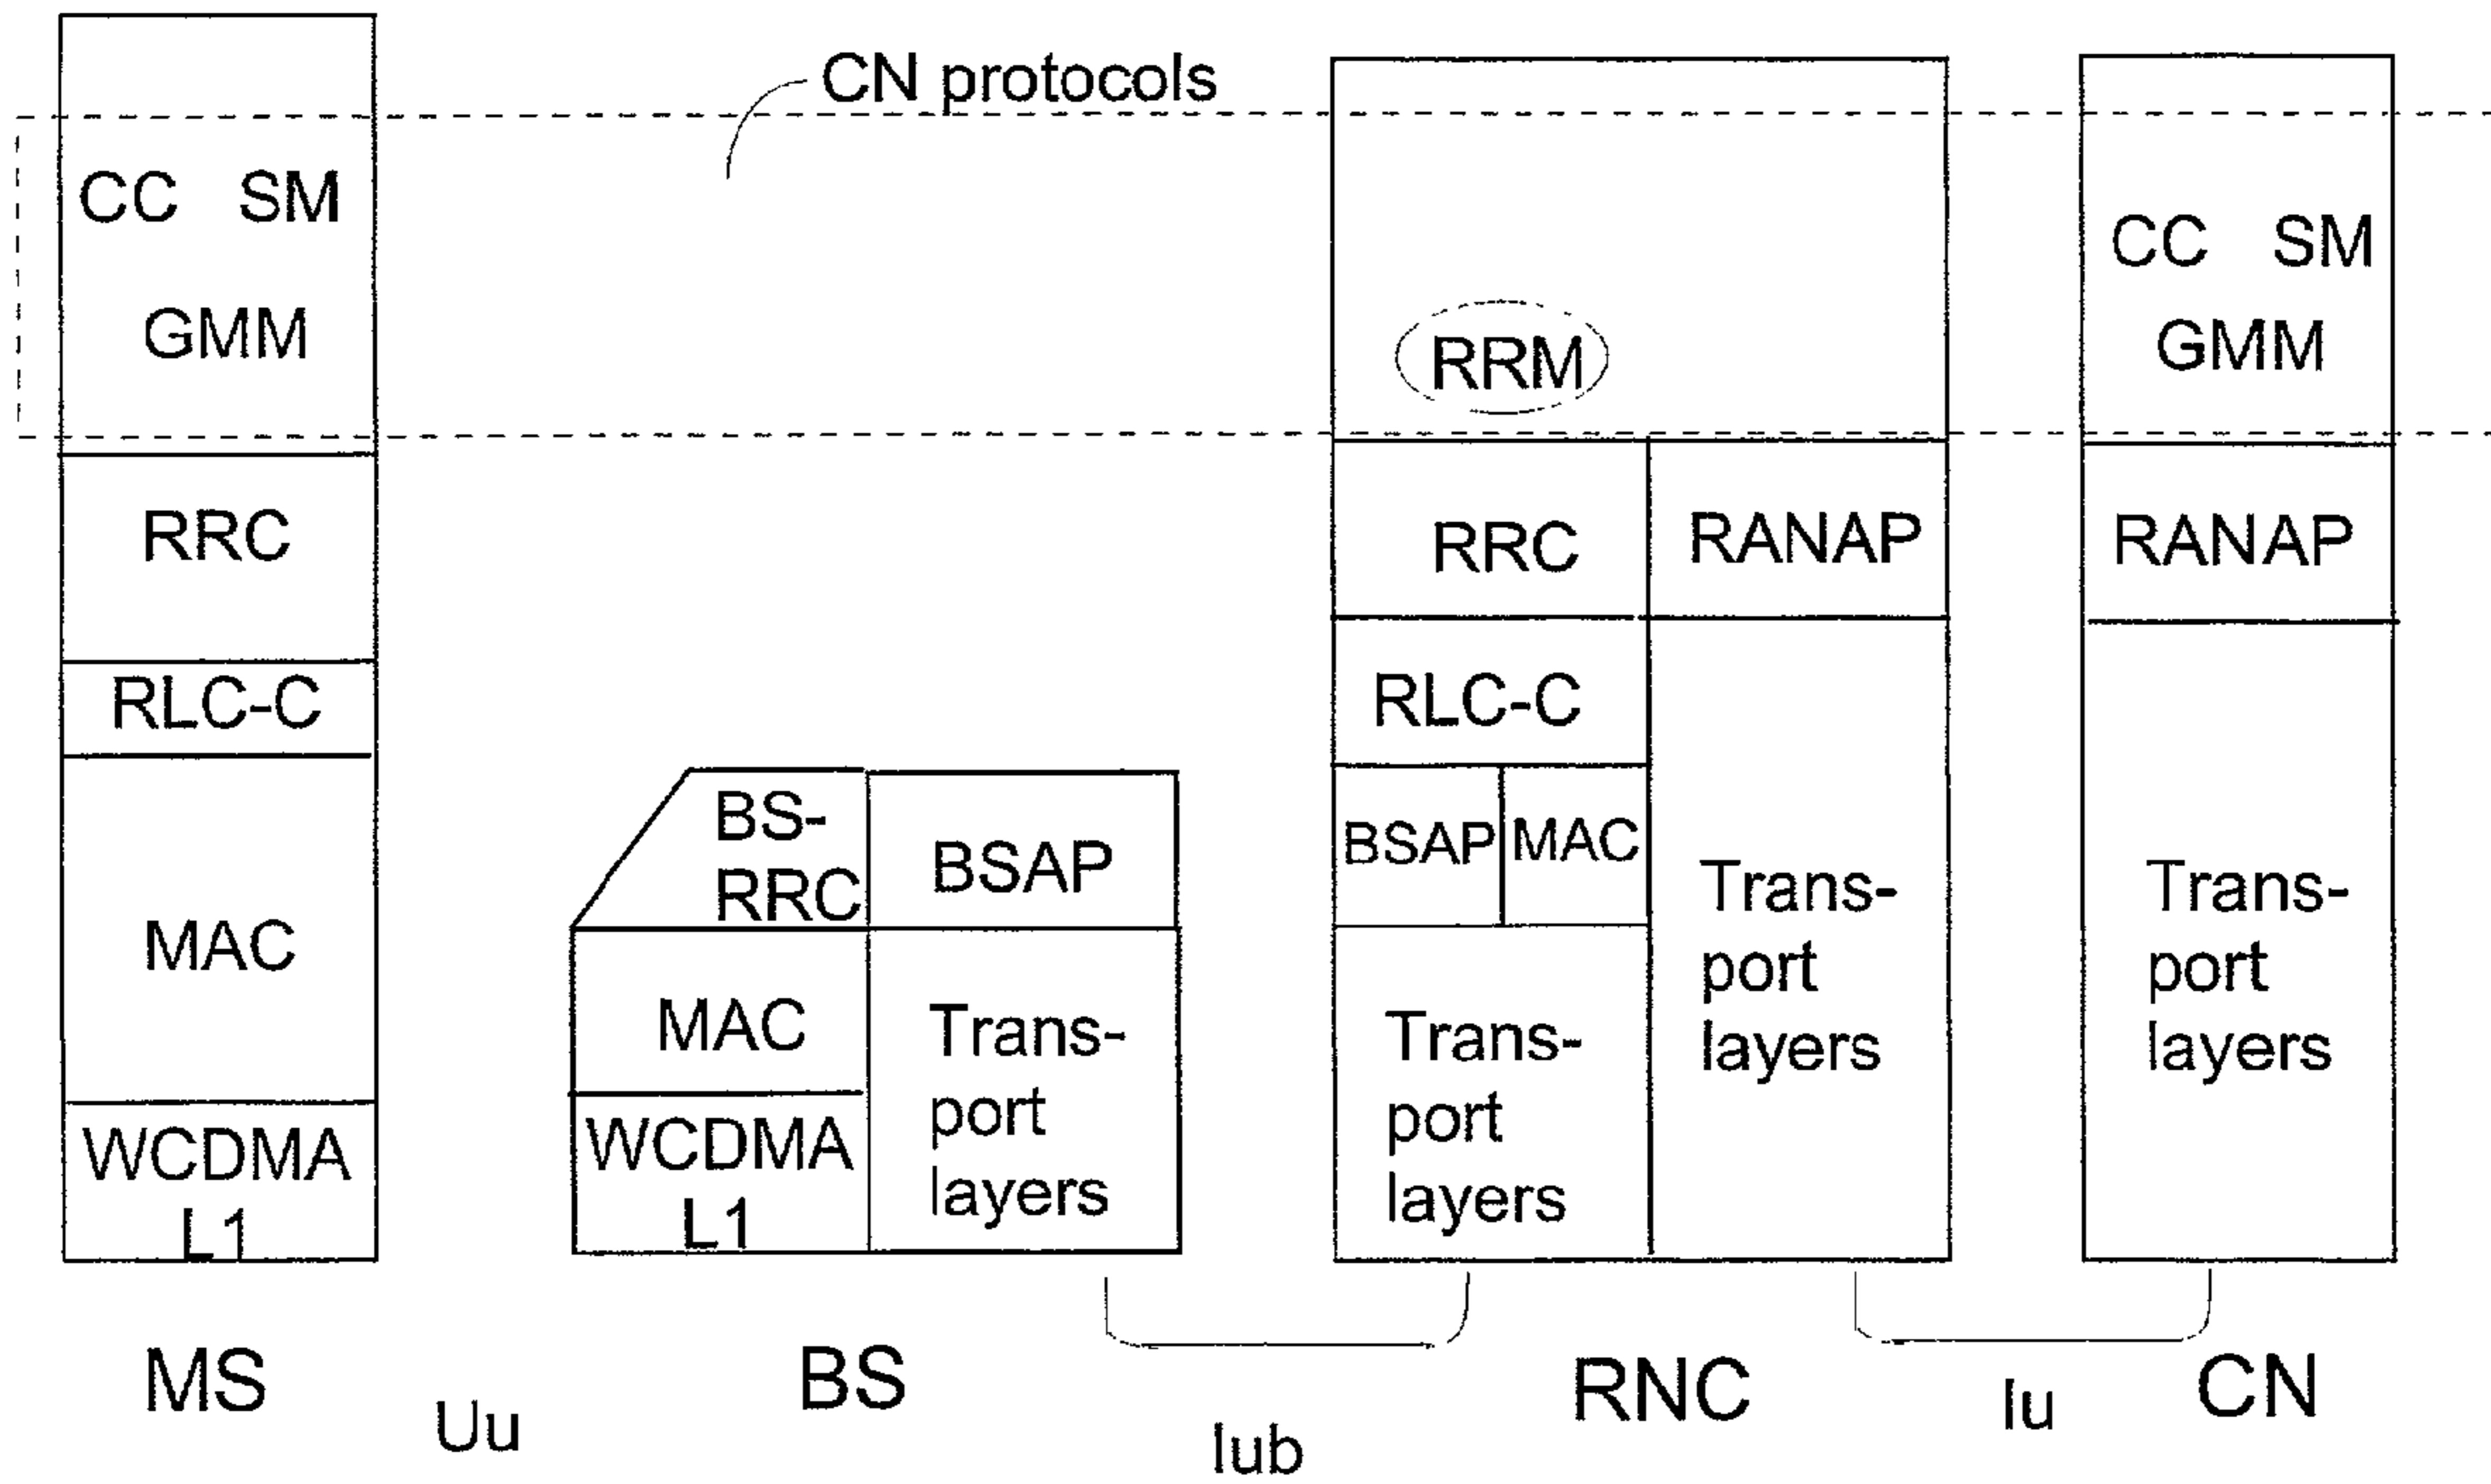 CN protocols
CC SM
GMM
RRC
RLC-C
MAC
WCDMA
L1
MS
Uu
BS-
RRC
BSAP
MAC
WCDMA
L1
Trans-
port
layers
BS
Iub
RRM
RRC
RANAP
RLC-C
BSAP
MAC
Trans-
port
layers
Trans-
port
layers
RNC
Iu
CC SM
GMM
RANAP
Trans-
port
layers
CN